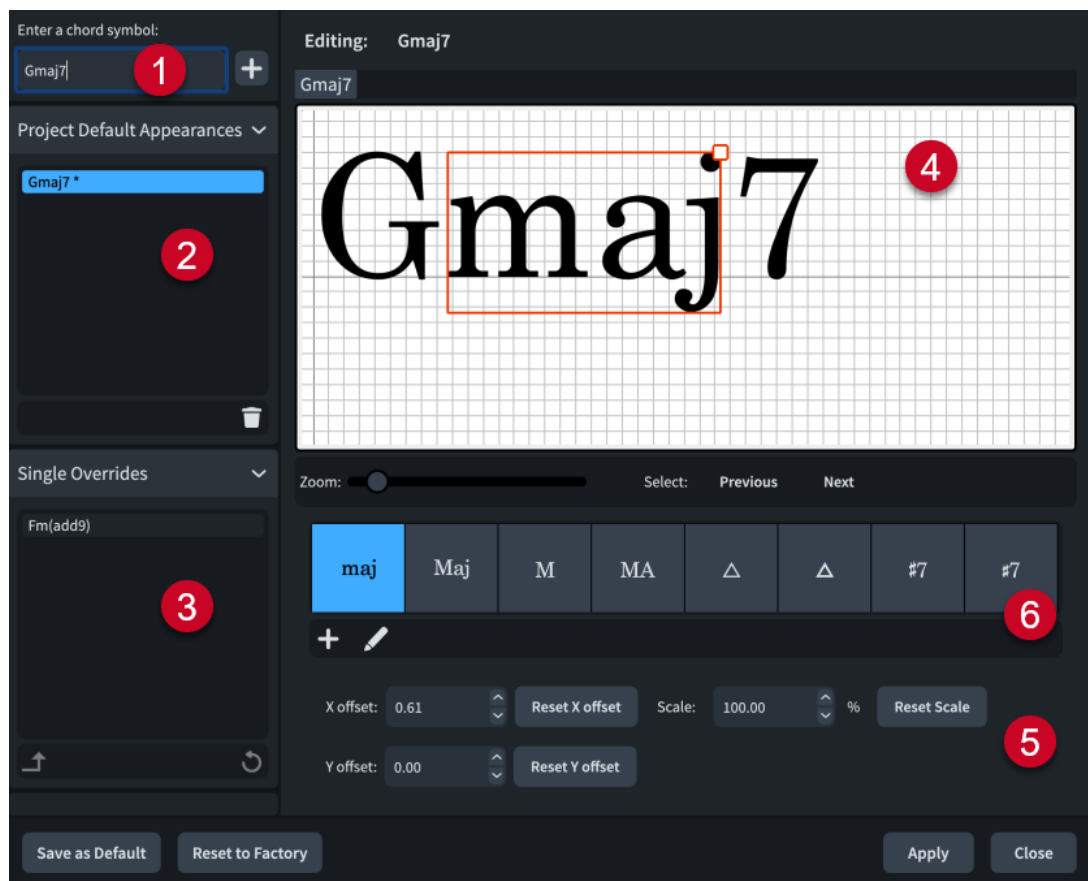 Enter a chord symbol:
Gmaj7
1
Project Default Appearances
Gmaj7 *
2
Single Overrides
Fm(add9)
3
Editing: Gmaj7
Gmaj7
Gmaj7
4
Zoom: Select: Previous Next
maj Maj M MA △ △ ♯7 ♯7
6
X offset: 0.61 Reset X offset Scale: 100.00 % Reset Scale
5
Y offset: 0.00 Reset Y offset
Save as Default Reset to Factory Apply Close